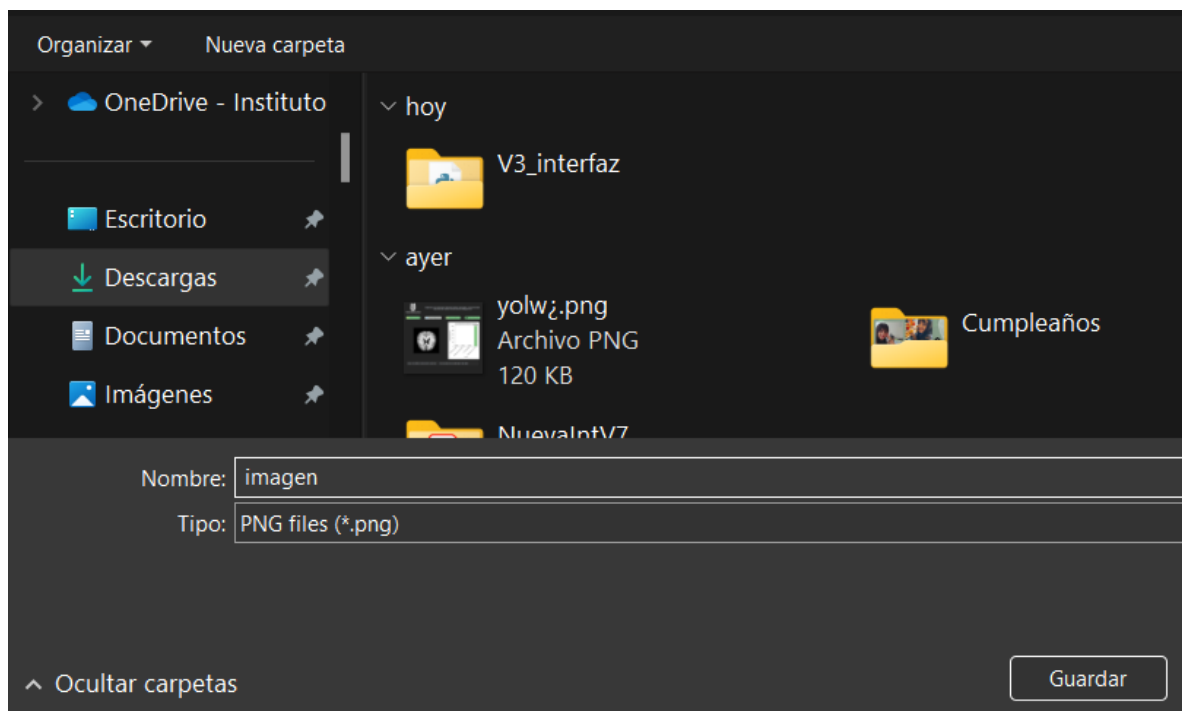 Organizar Nueva carpeta
OneDrive - Instituto
Escritorio
Descargas
Documentos
Imágenes
hoy
V3_interfaz
ayer
yolw¿.png
Archivo PNG
120 KB
Cumpleaños
NuevaIntV7
Nombre: imagen
Tipo: PNG files (*.png)
Ocultar carpetas
Guardar